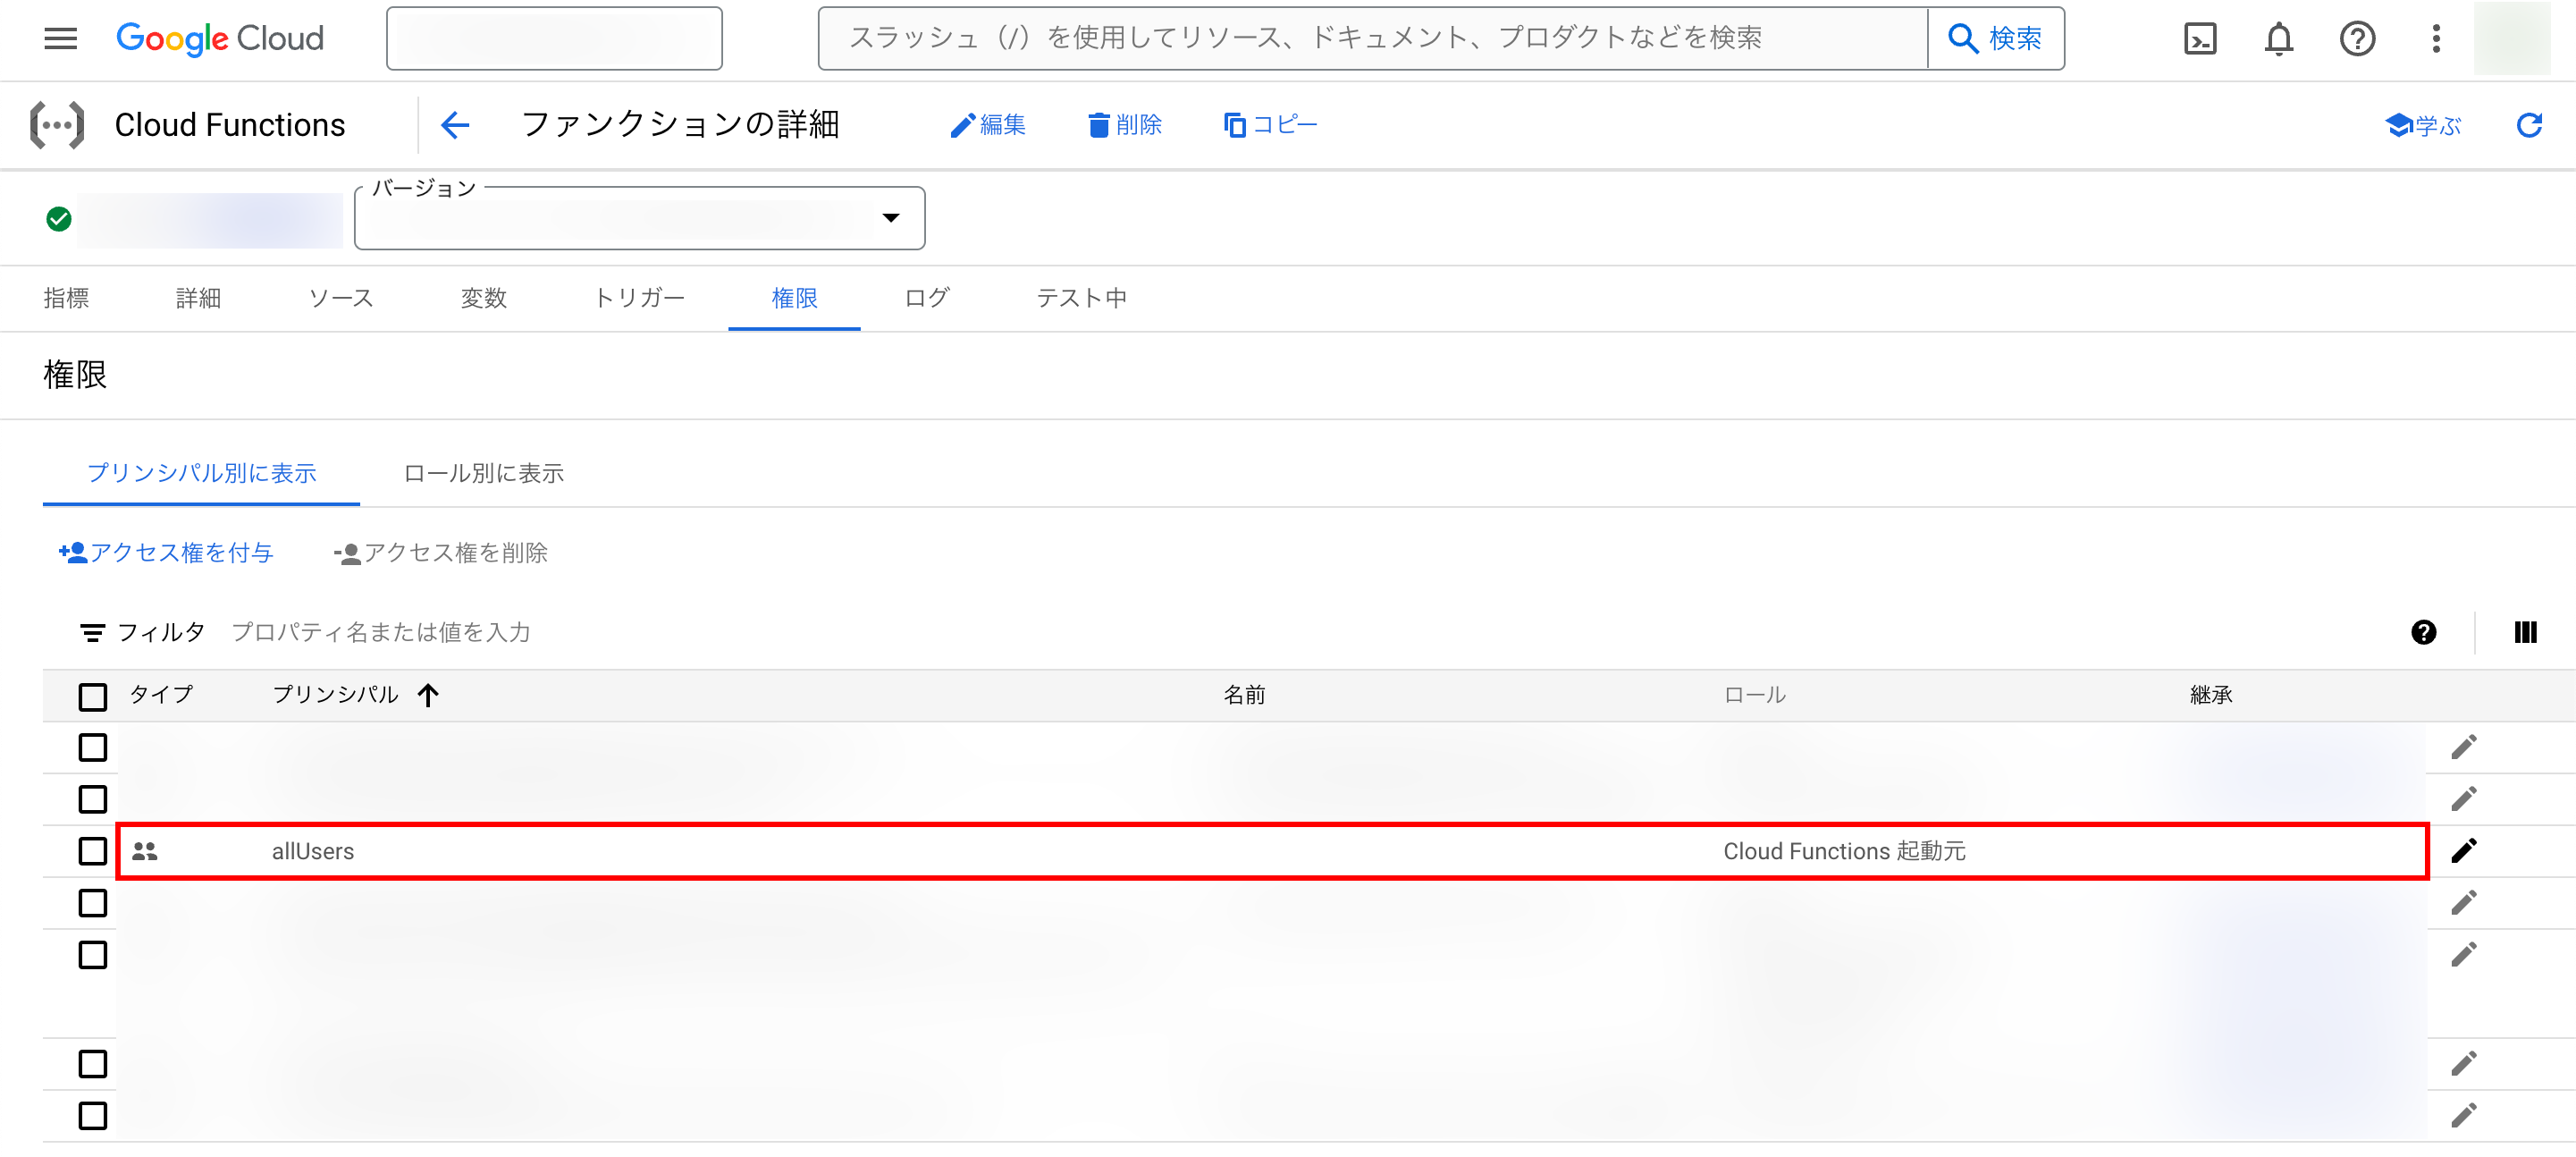 Google Cloud
スラッシュ（/）を使用してリソース、ドキュメント、プロダクトなどを検索
検索
Cloud Functions
ファンクションの詳細
編集
削除
コピー
学ぶ
バージョン
指標
詳細
ソース
変数
トリガー
権限
ログ
テスト中
権限
プリンシパル別に表示
ロール別に表示
アクセス権を付与
アクセス権を削除
フィルタ
プロパティ名または値を入力
タイプ
プリンシパル
名前
ロール
継承
allUsers
Cloud Functions 起動元